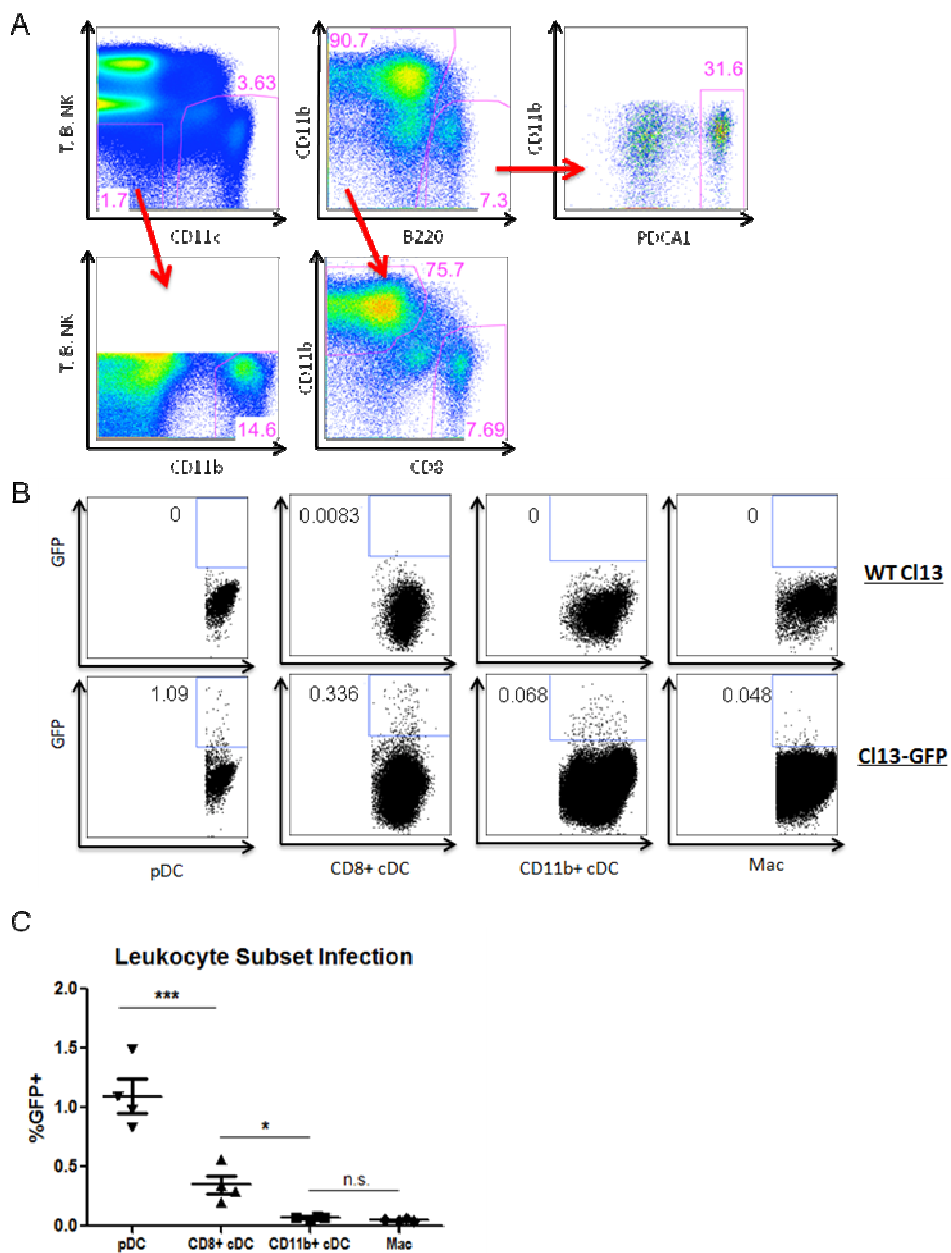 A
T. B. NK
3.63
1.7
CD11c
90.7
CD11b
7.3
B220
31.6
CD11b
PDCA1
T. B. NK
14.6
CD11b
75.7
CD11b
7.69
CD8
B
GFP
0
0.0083
0
0
WT Cl13
GFP
1.09
0.336
0.068
0.048
Cl13-GFP
pDC
CD8+ cDC
CD11b+ cDC
Mac
C
Leukocyte Subset Infection
%GFP+
2.0
1.5
1.0
0.5
0.0
***
*
n.s.
pDC
CD8+ cDC
CD11b+ cDC
Mac